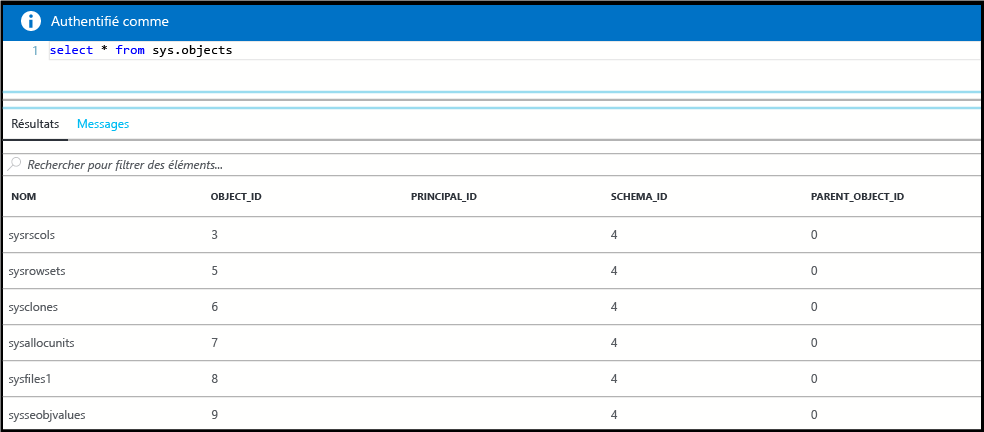 Authentifié comme
1 select * from sys.objects
Résultats Messages
Rechercher pour filtrer des éléments...
NOM OBJECT_ID PRINCIPAL_ID SCHEMA_ID PARENT_OBJECT_ID
sysrscols 3 4 0
sysrowsets 5 4 0
sysclones 6 4 0
sysallocunits 7 4 0
sysfiles1 8 4 0
sysseobjvalues 9 4 0